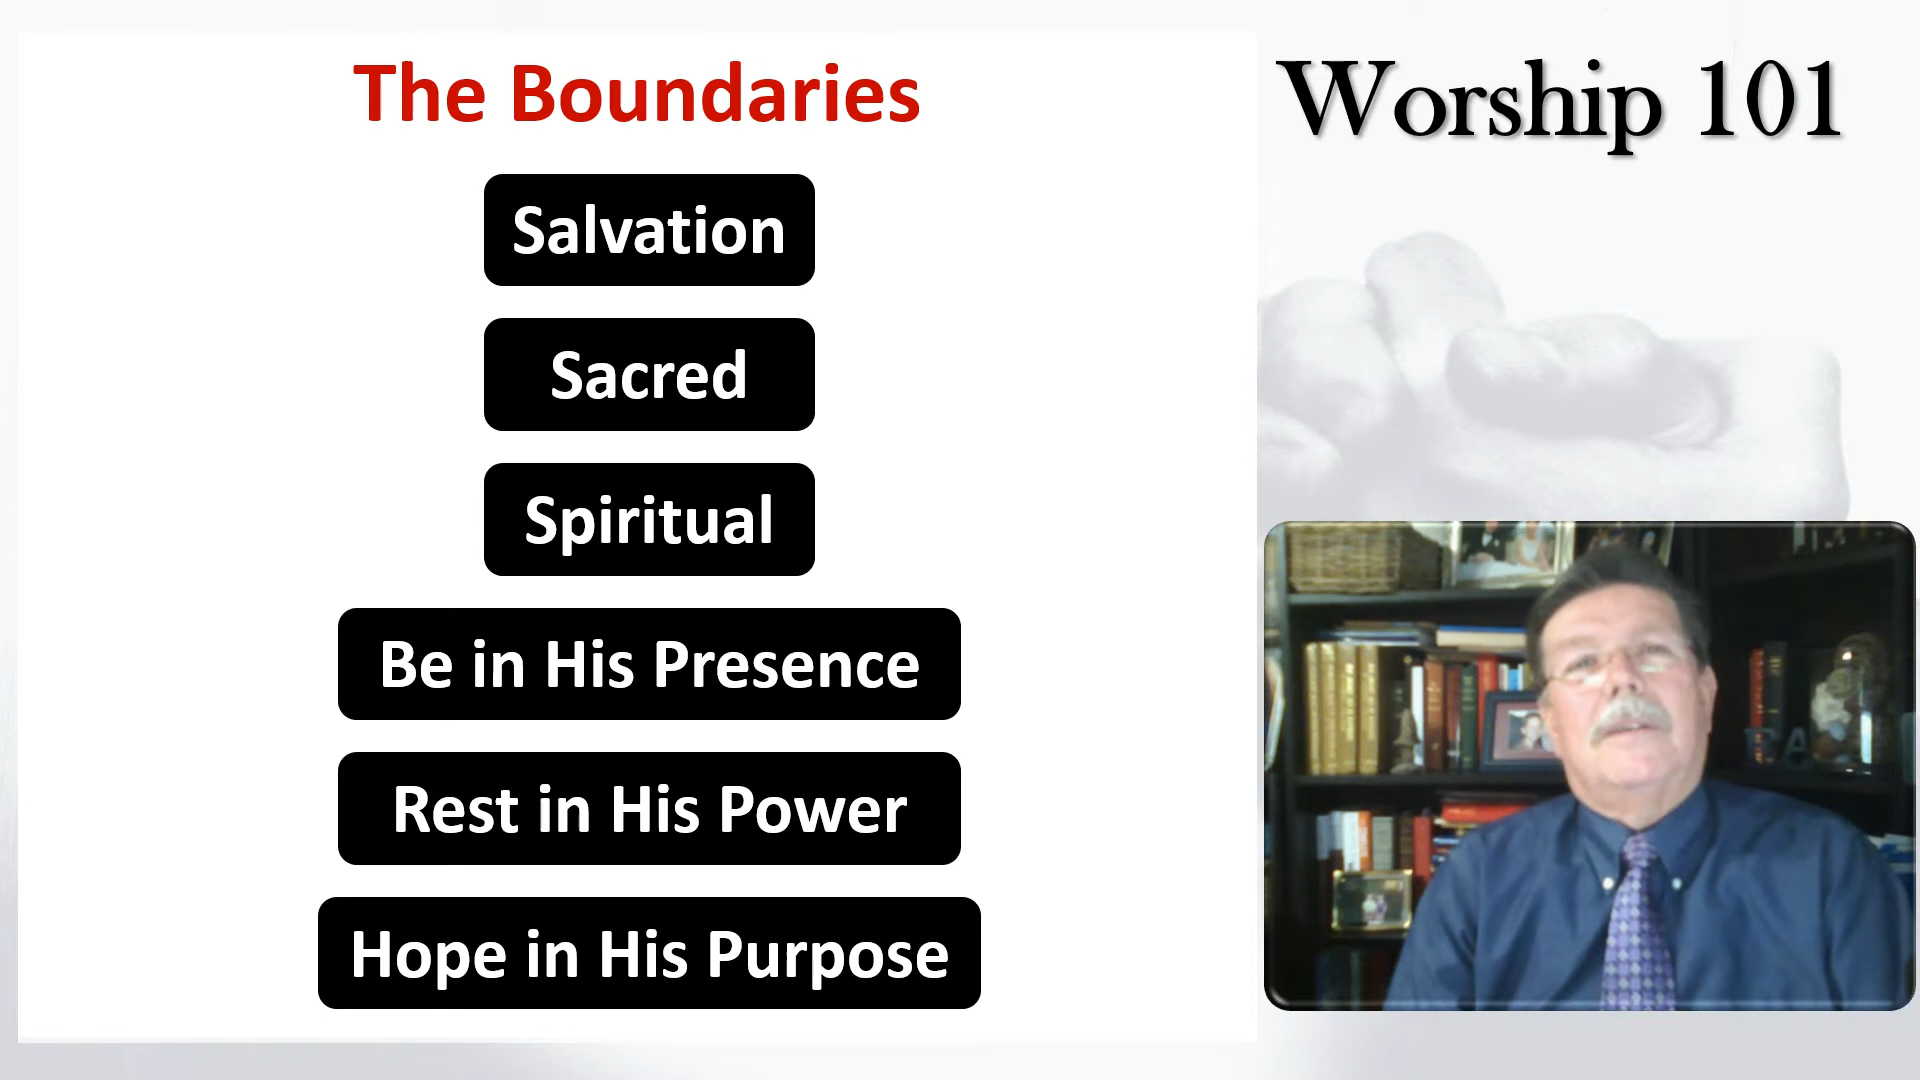 The Boundaries
Salvation
Sacred
Spiritual
Be in His Presence
Rest in His Power
Hope in His Purpose
Worship 101